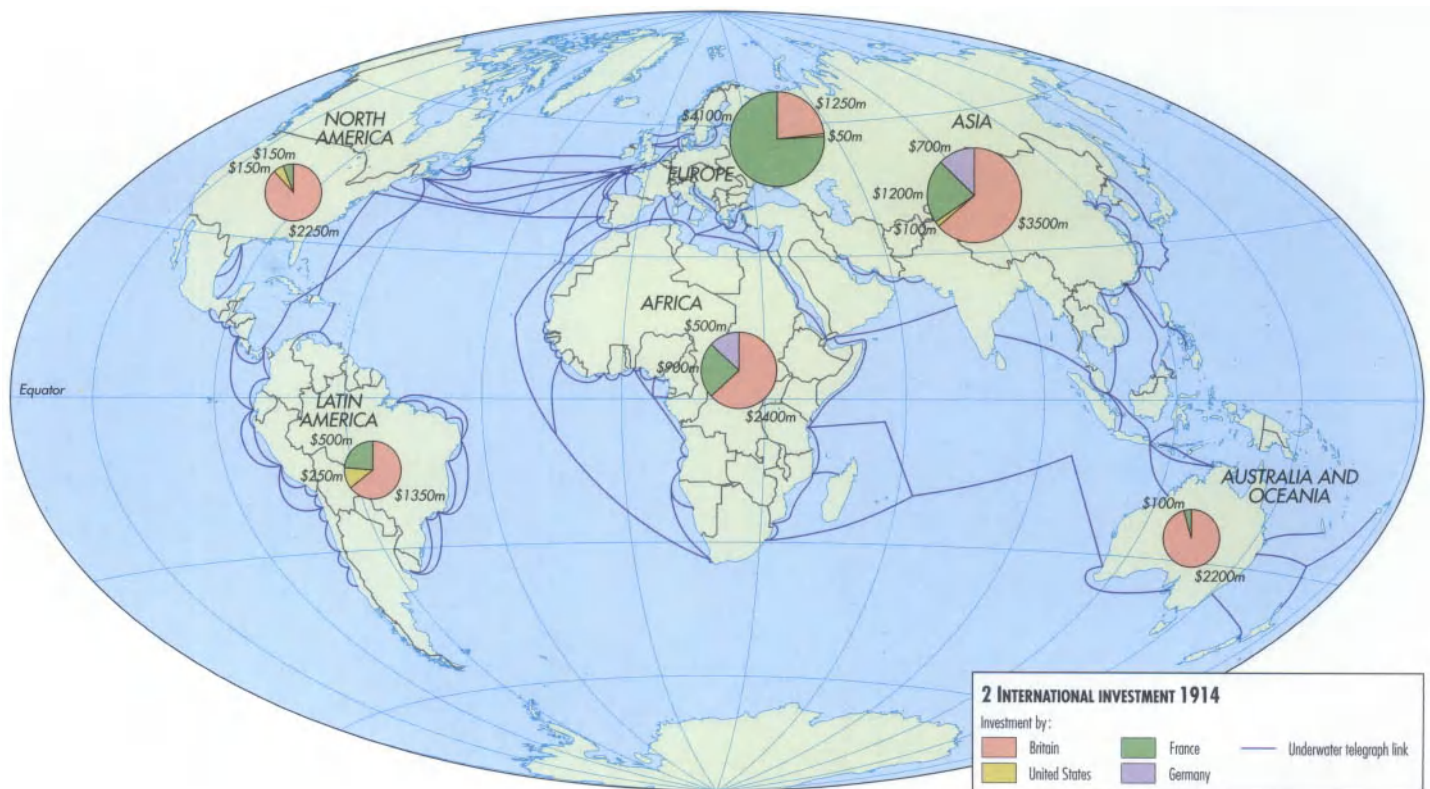 NORTH
AMERICA
$150m
$150m
$2250m
$4100m
$1250m
$50m
EUROPE
ASIA
$700m
$1200m
$100m
$3500m
AFRICA
$500m
$900m
$2400m
Equator
LATIN
AMERICA
$500m
$250m
$1350m
AUSTRALIA AND
OCEANIA
$100m
$2200m
2 INTERNATIONAL INVESTMENT 1914
Investment by:
Britain
United States
France
Germany
Underwater telegraph link